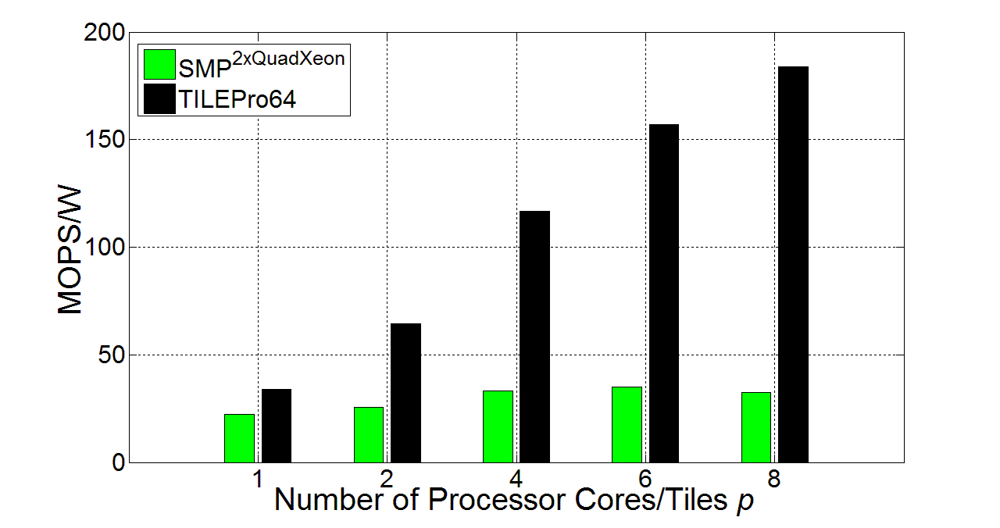 200
150
100
50
0
MOPS/W
SMP2xQuadXeon
TILEPro64
1 2 4 6 8
Number of Processor Cores/Tiles p